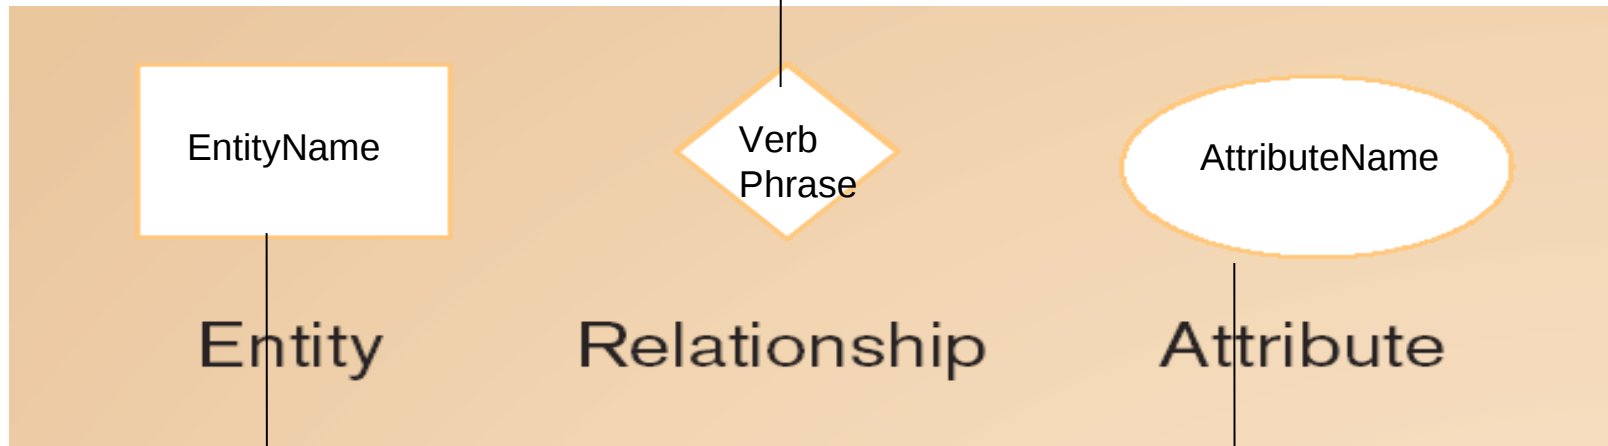 EntityName
Verb
Phrase
AttributeName
Entity
Relationship
Attribute